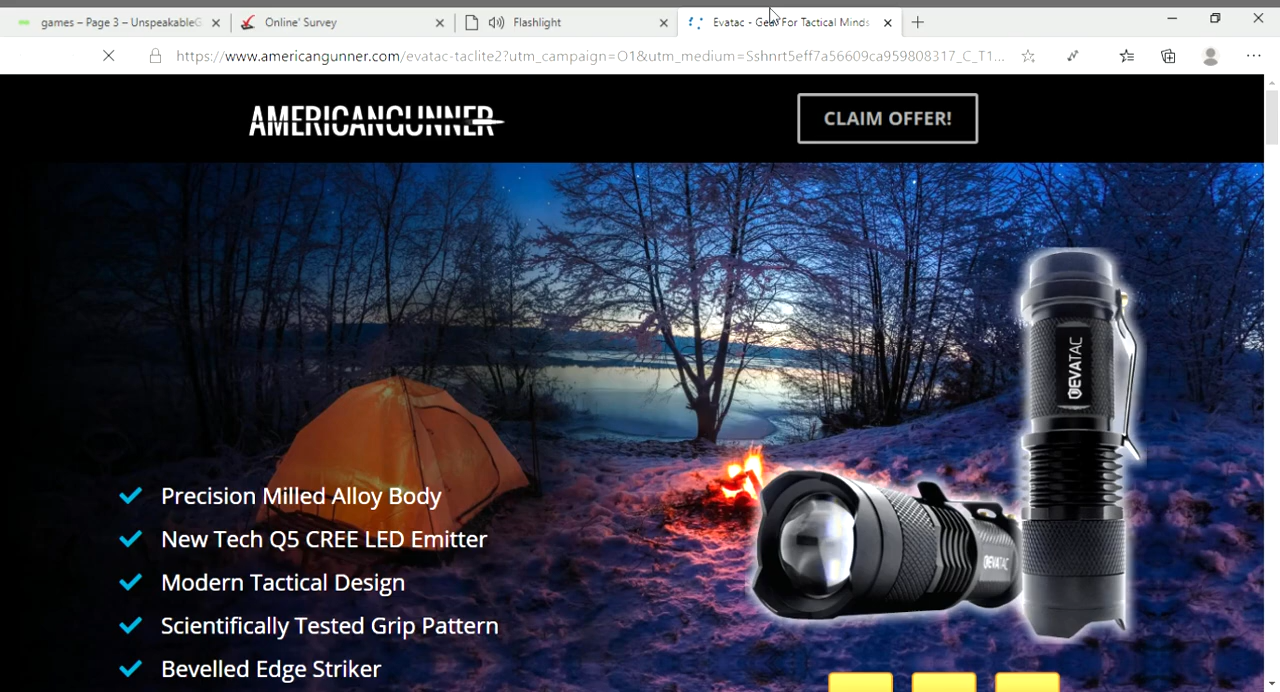 games – Page 3 – UnspeakableG
Online' Survey
Flashlight
Evatac - Gear For Tactical Minds
https://www.americangunner.com/evatac-taclite2?utm_campaign=O1&utm_medium=Sshnrt5eff7a56609ca959808317_C_T1...
AMERICANGUNNER
CLAIM OFFER!
EVATAC
EVATAC
Precision Milled Alloy Body
New Tech Q5 CREE LED Emitter
Modern Tactical Design
Scientifically Tested Grip Pattern
Bevelled Edge Striker